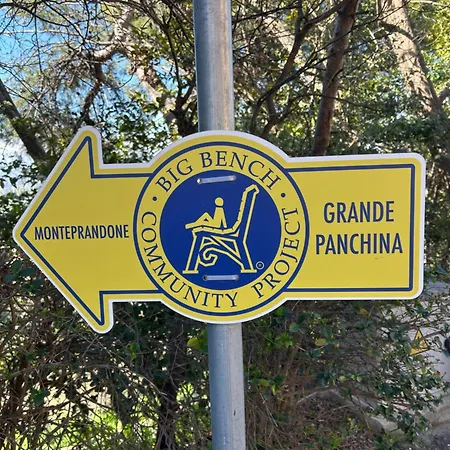 MONTEPRANDONE
BIG BENCH
COMMUNITY PROJECT
®
GRANDE
PANCHINA